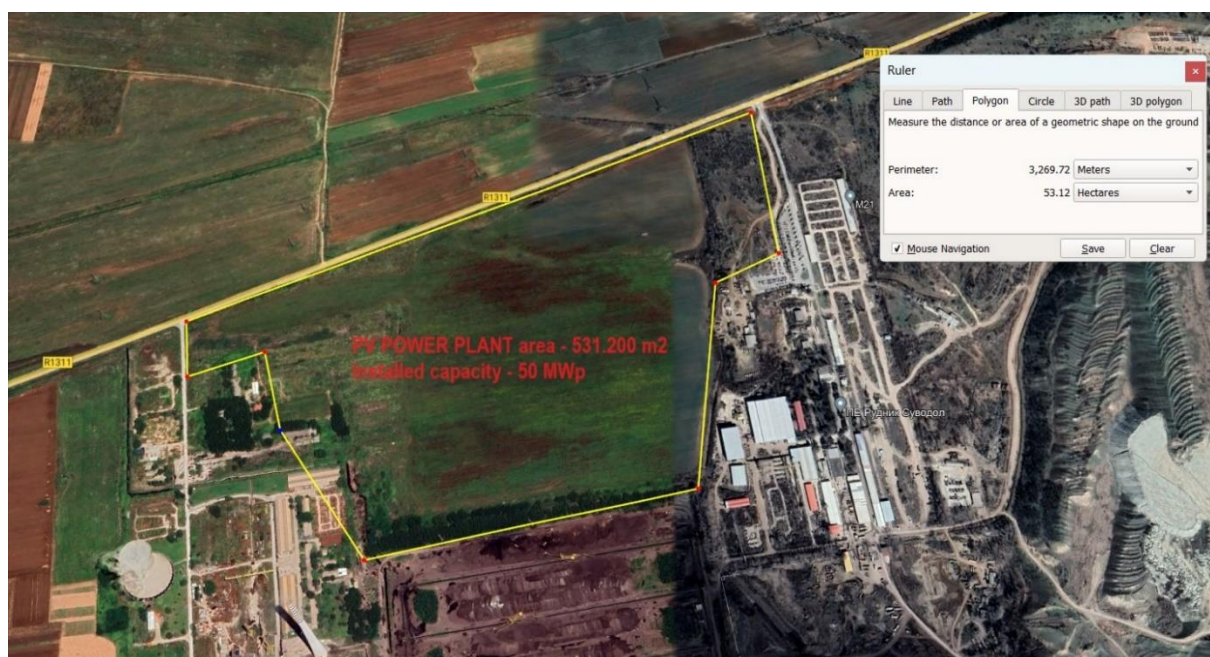 R1311
Ruler
Line Path Polygon Circle 3D path 3D polygon
Measure the distance or area of a geometric shape on the ground
Perimeter: 3,269.72 Meters
Area: 53.12 Hectares
Mouse Navigation Save Clear
M21
R1311
PV POWER PLANT area - 531.200 m2
Installed capacity - 50 MWp
R1311
ПЕ Рудник Суводол